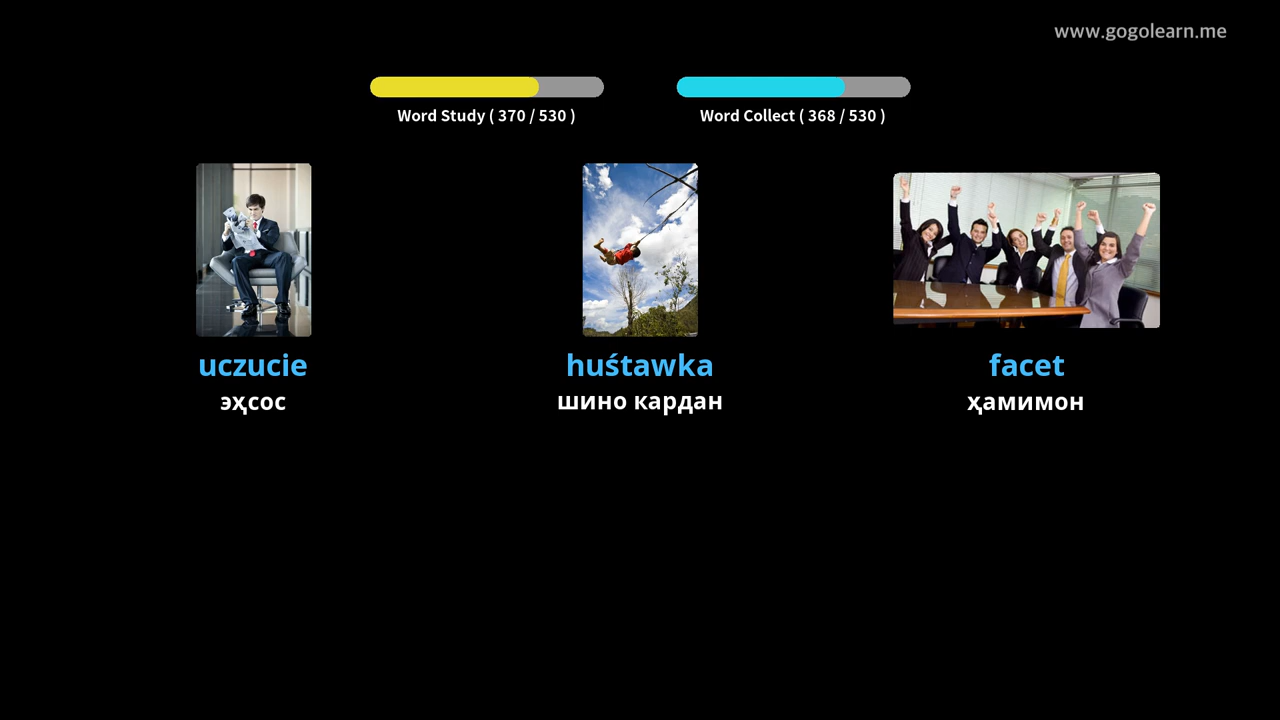 www.gogolearn.me
Word Study ( 370 / 530 )
Word Collect ( 368 / 530 )
uczucie
huśtawka
facet
эҳсос
шино кардан
ҳамимон